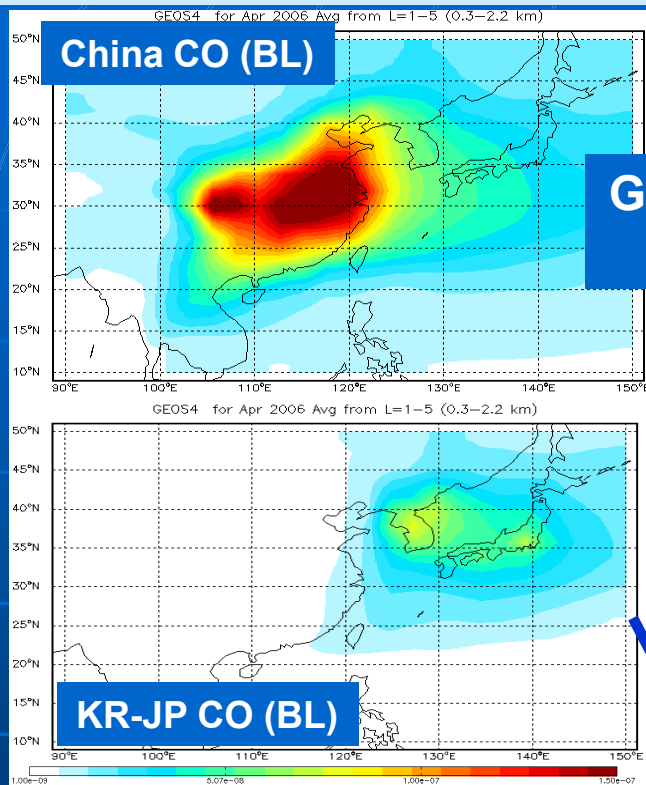 GEOS4 for Apr 2006 Avg from L=1-5 (0.3-2.2 km)
50°N
China CO (BL)
45°N
40°N
35°N
G
30°N
25°N
20°N
15°N
10°N
90°E 100°E 110°E 120°E 130°E 140°E 150°E
GEOS4 for Apr 2006 Avg from L=1-5 (0.3-2.2 km)
50°N
45°N
40°N
35°N
30°N
25°N
20°N
15°N
KR-JP CO (BL)
10°N
90°E 100°E 110°E 120°E 130°E 140°E 150°E
1.00e-09 5.07e-08 1.00e-07 1.50e-07